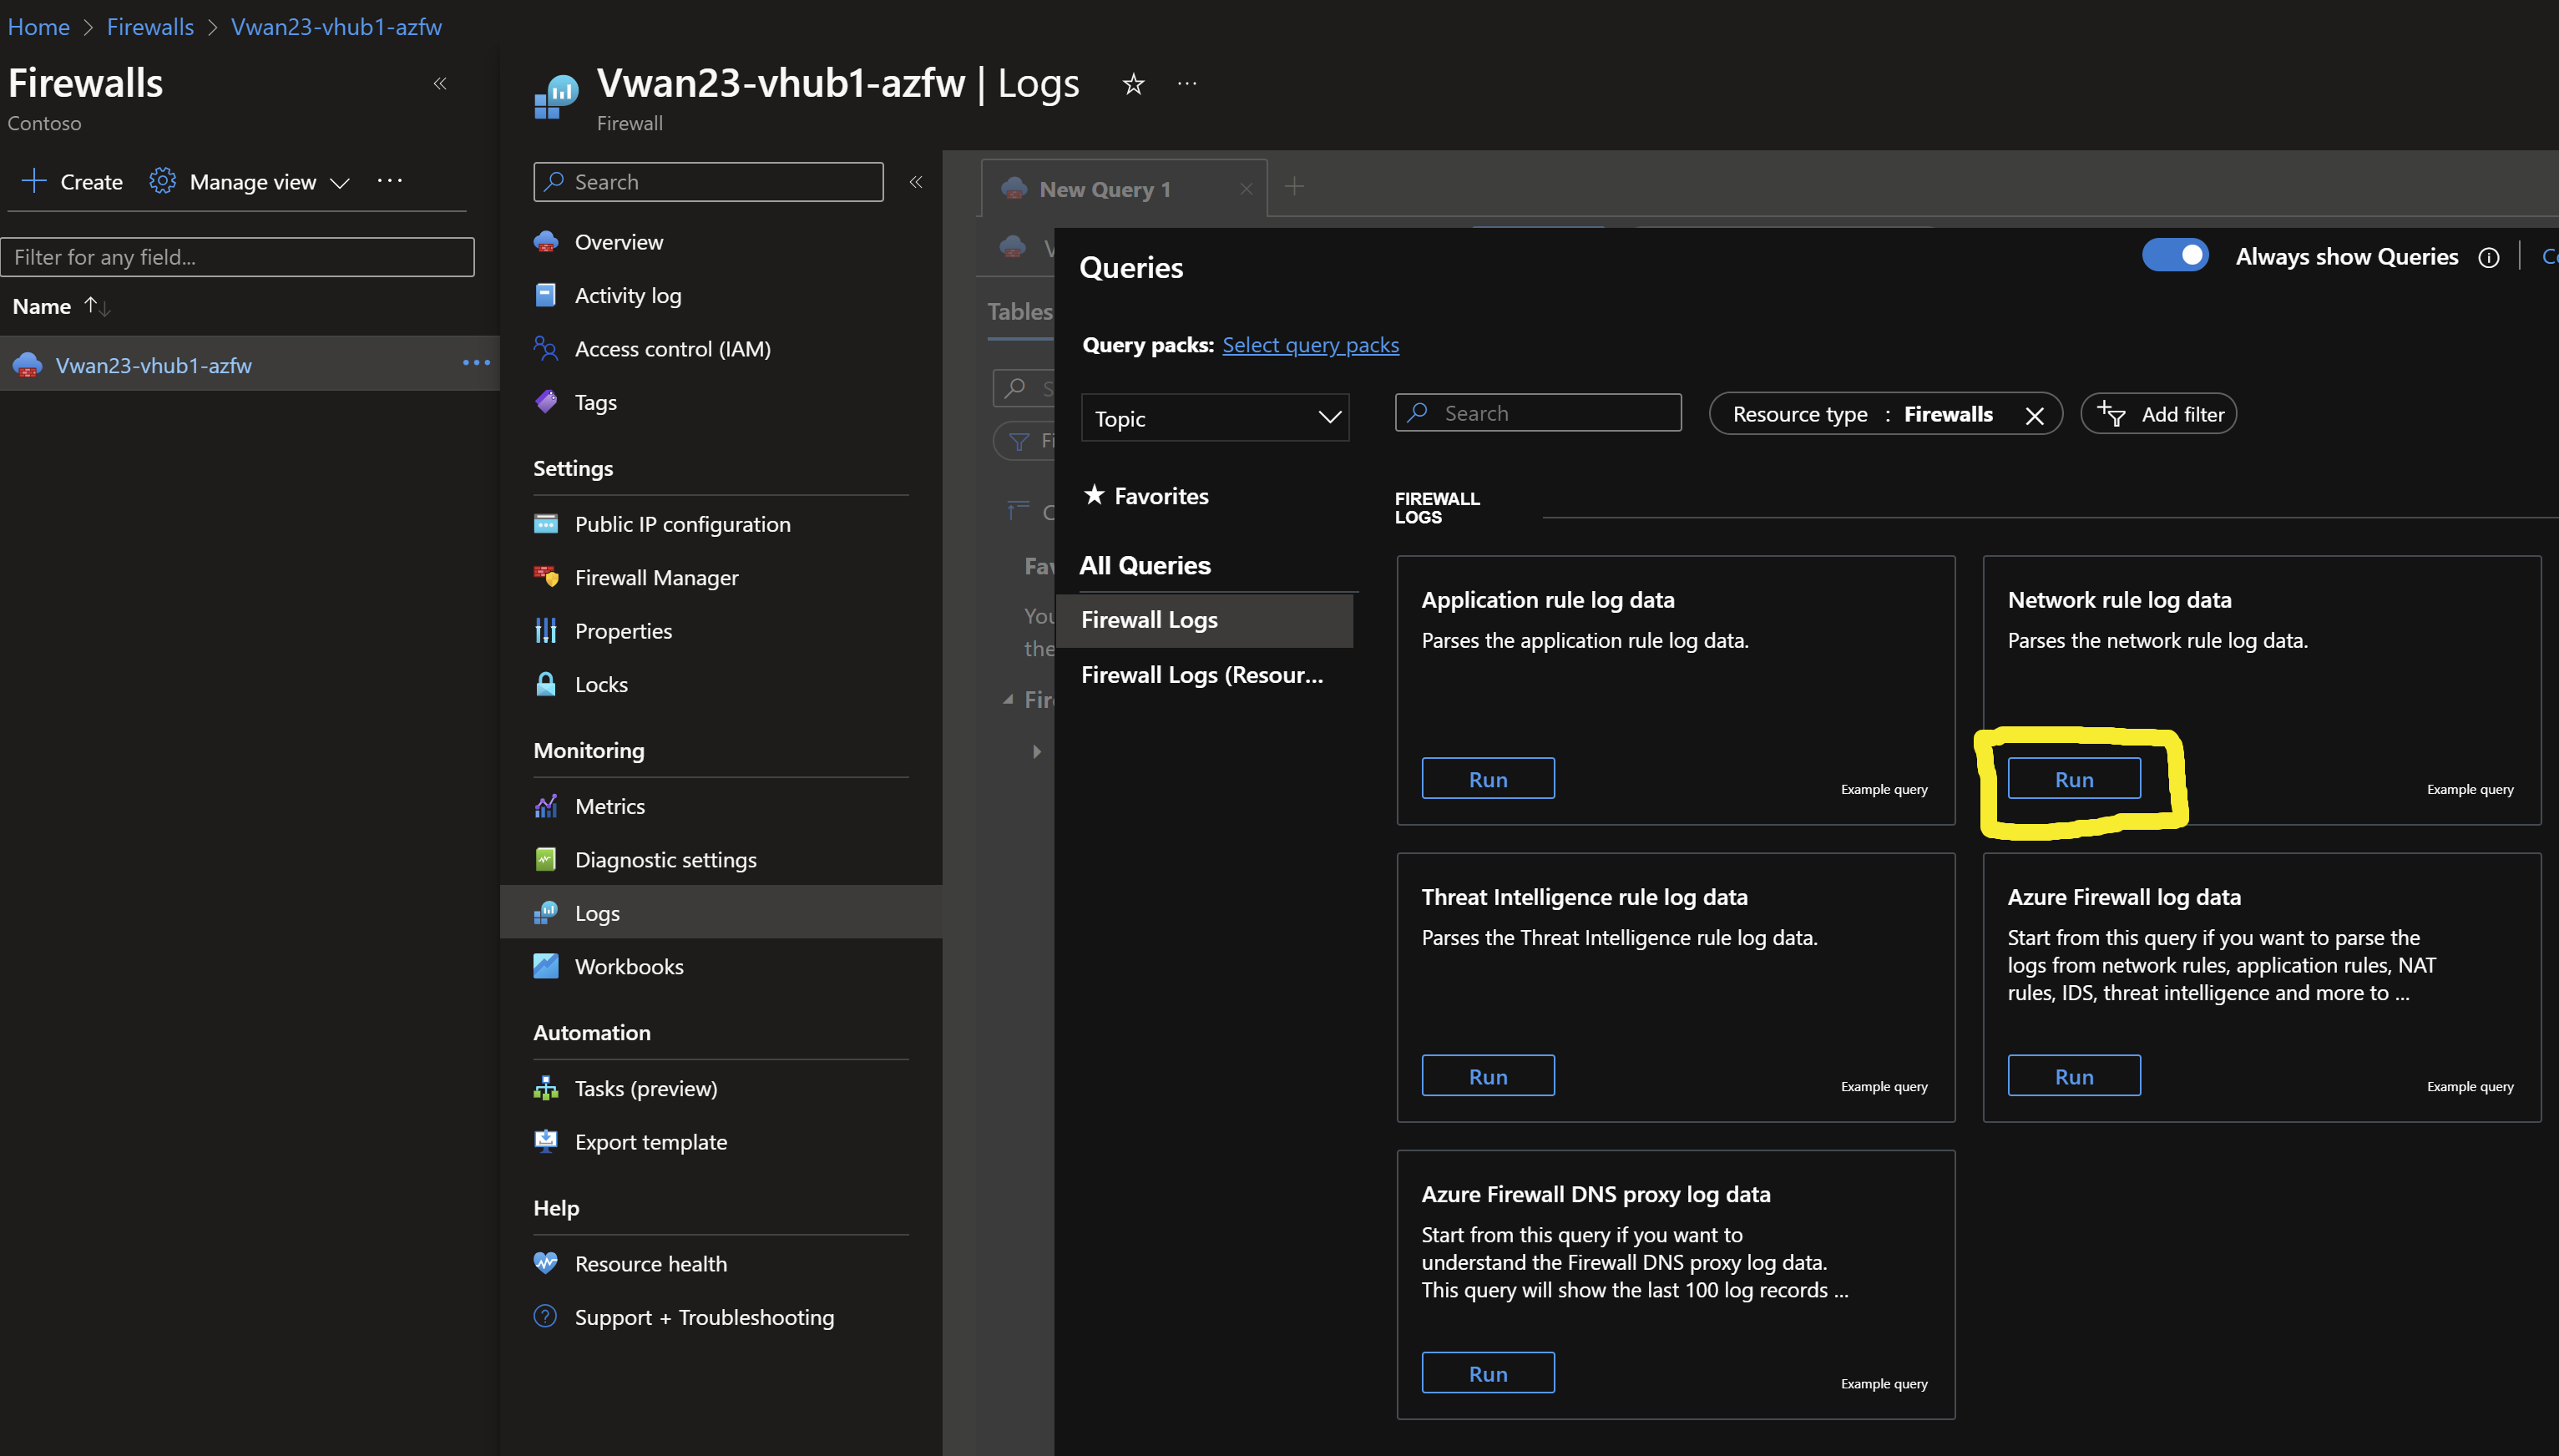 Home > Firewalls > Vwan23-vhub1-azfw
Firewalls
Contoso
Create Manage view
Filter for any field...
Name
Vwan23-vhub1-azfw
Vwan23-vhub1-azfw | Logs
Firewall
Search
Overview
Activity log
Access control (IAM)
Tags
Settings
Public IP configuration
Firewall Manager
Properties
Locks
Monitoring
Metrics
Diagnostic settings
Logs
Workbooks
Automation
Tasks (preview)
Export template
Help
Resource health
Support + Troubleshooting
New Query 1
Tables
Queries
Always show Queries
Query packs: Select query packs
Topic
Search
Resource type : Firewalls
Add filter
Favorites
All Queries
Firewall Logs
Firewall Logs (Resour...
FIREWALL
LOGS
Application rule log data
Parses the application rule log data.
Run
Example query
Network rule log data
Parses the network rule log data.
Run
Example query
Threat Intelligence rule log data
Parses the Threat Intelligence rule log data.
Run
Example query
Azure Firewall log data
Start from this query if you want to parse the
logs from network rules, application rules, NAT
rules, IDS, threat intelligence and more to ...
Run
Example query
Azure Firewall DNS proxy log data
Start from this query if you want to
understand the Firewall DNS proxy log data.
This query will show the last 100 log records ...
Run
Example query